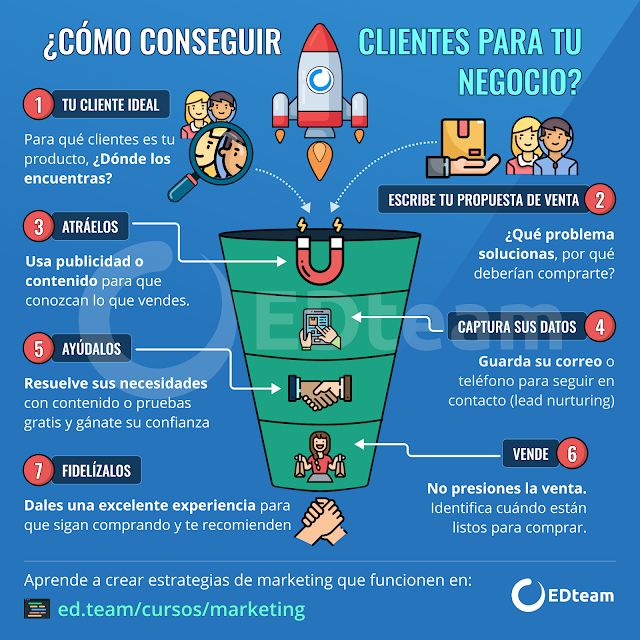 ¿CÓMO CONSEGUIR CLIENTES PARA TU
NEGOCIO?
1 TU CLIENTE IDEAL
Para qué clientes es tu
producto, ¿Dónde los
encuentras?
ESCRIBE TU PROPUESTA DE VENTA 2
¿Qué problema
solucionas, por qué
deberían comprarte?
3 ATRÁELOS
Usa publicidad o
contenido para que
conozcan lo que vendes.
CAPTURA SUS DATOS 4
Guarda su correo o
teléfono para seguir en
contacto (lead nurturing)
5 AYÚDALOS
Resuelve sus necesidades
con contenido o pruebas
gratis y gánate su confianza
VENDE 6
No presiones la venta.
Identifica cuándo están
listos para comprar.
7 FIDELÍZALOS
Dales una excelente experiencia para
que sigan comprando y te recomienden
EDteam
Aprende a crear estrategias de marketing que funcionen en:
ed.team/cursos/marketing
EDteam